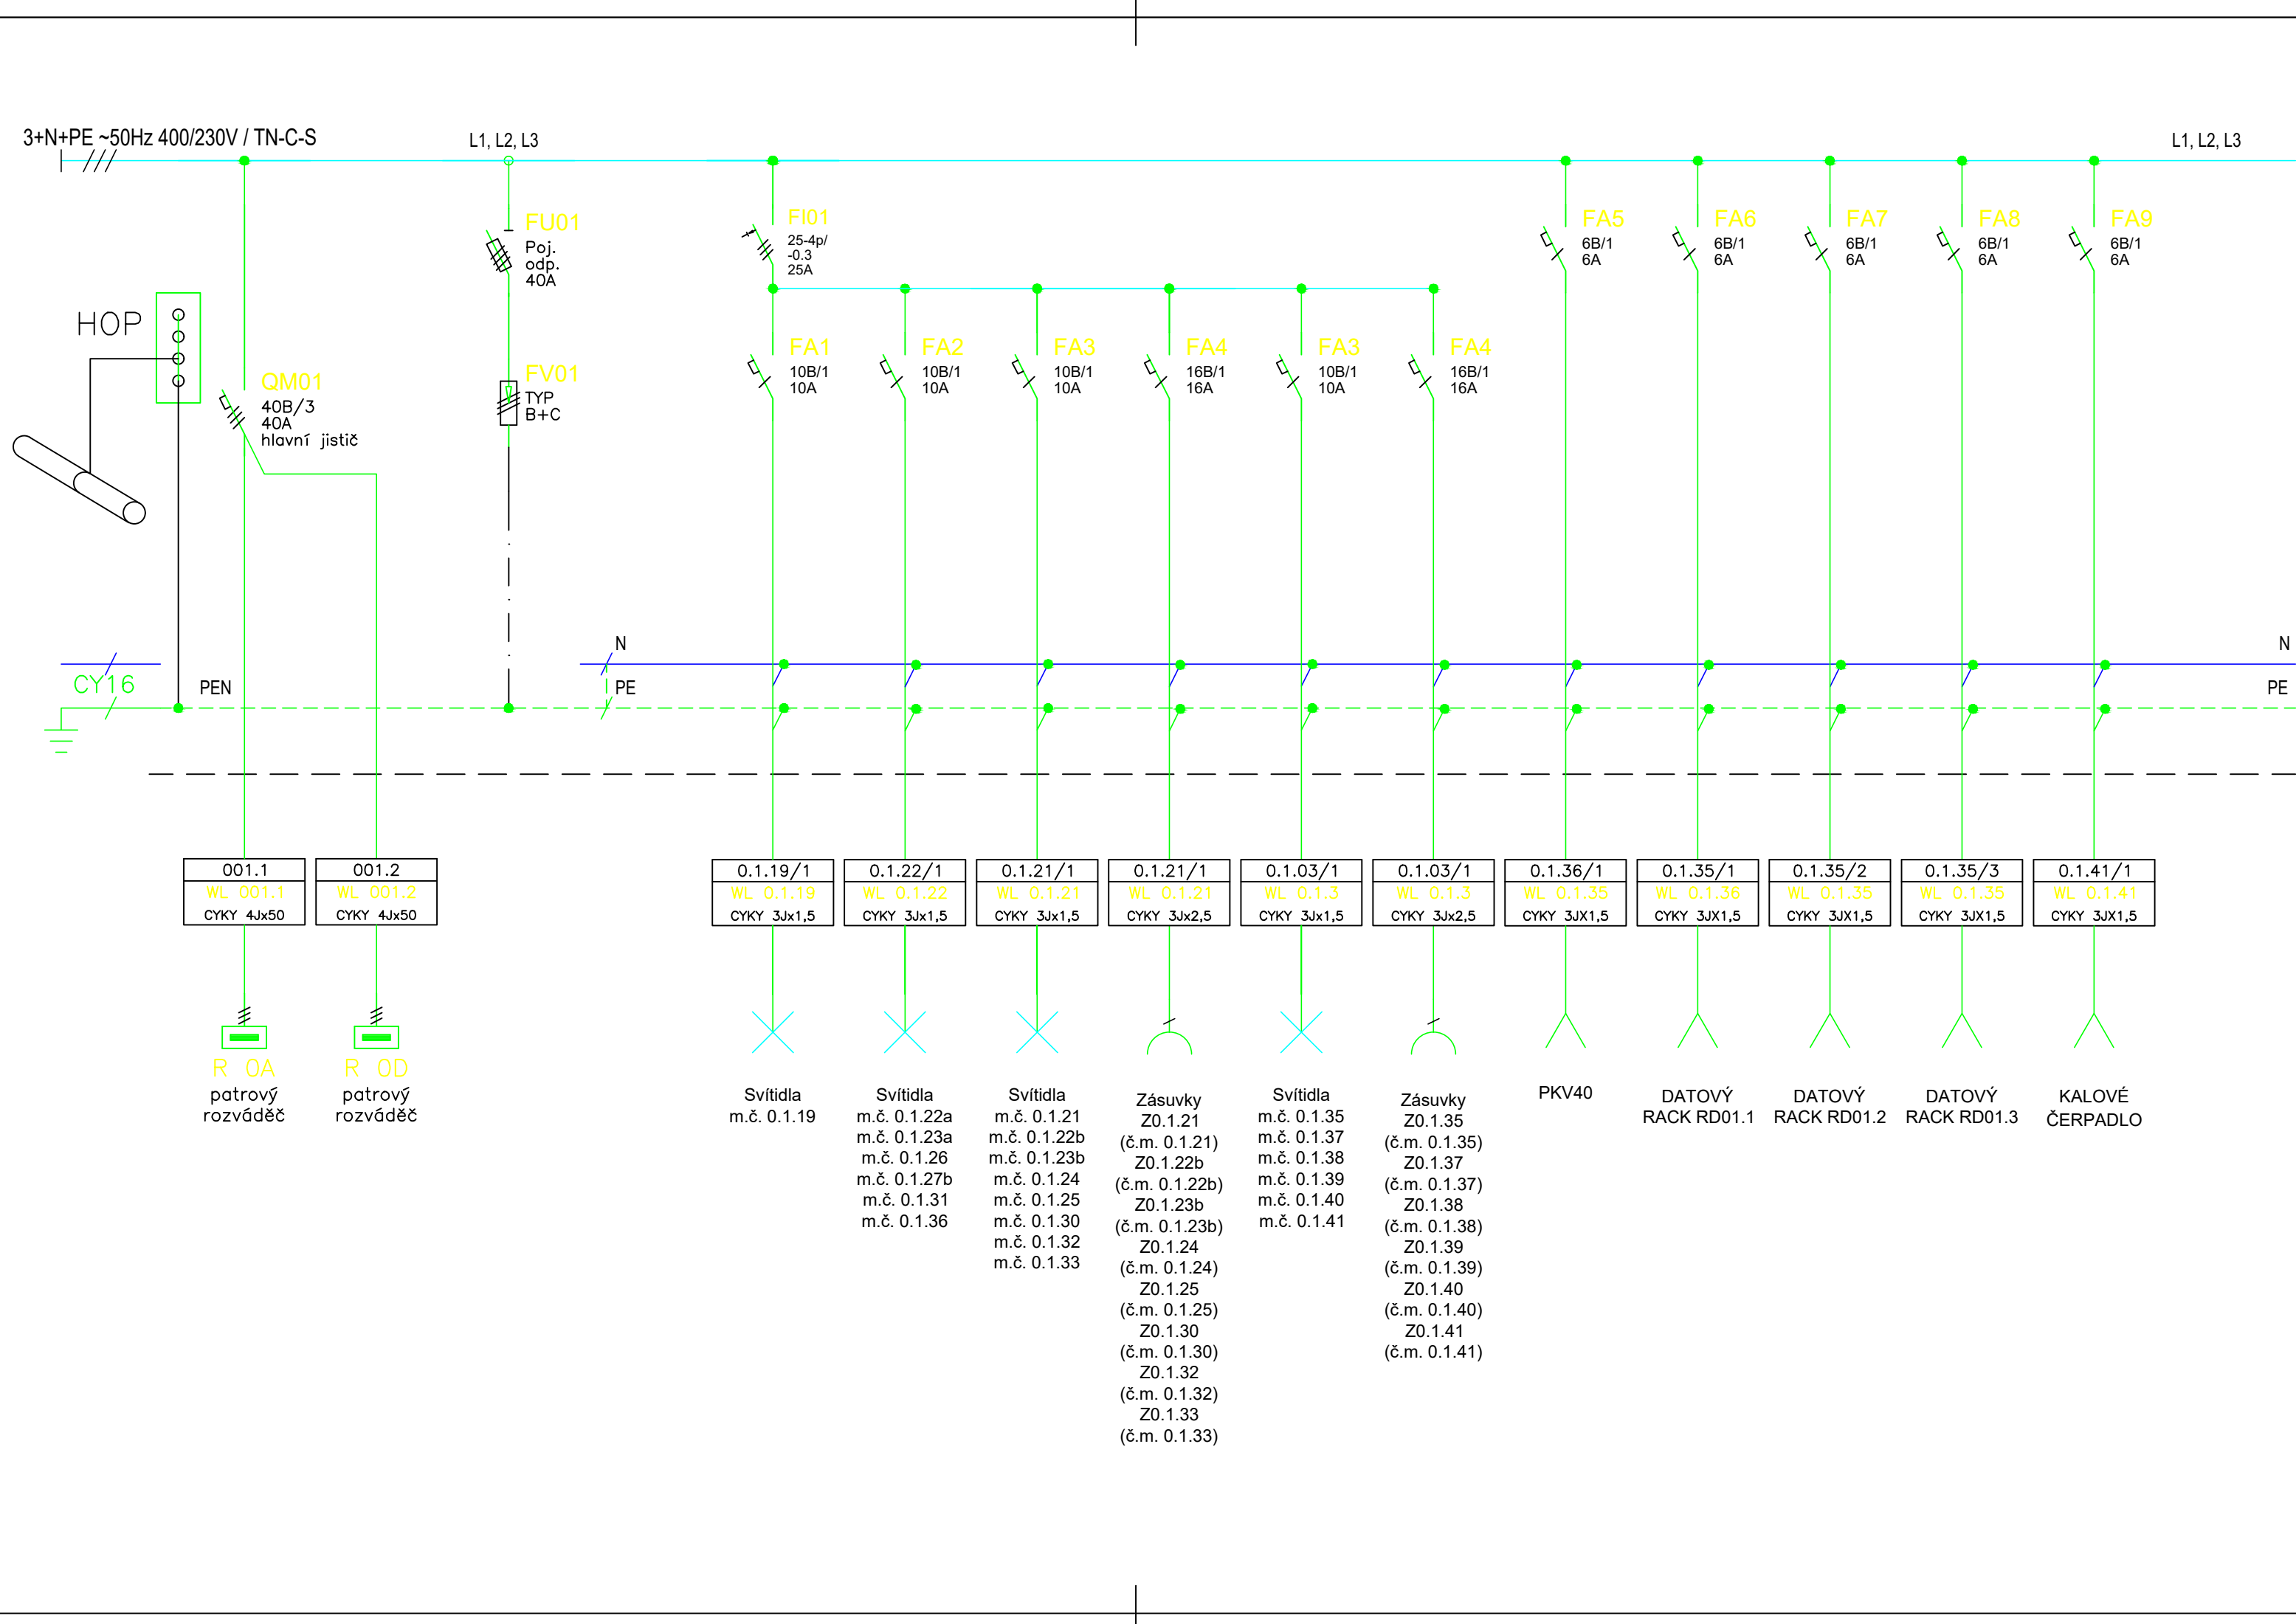 3+N+PE ~50Hz 400/230V / TN-C-S
L1, L2, L3
L1, L2, L3
HOP
QM01
40B/3
40A
hlavní jistič
FU01
Poj.
odp.
40A
FV01
TYP
B+C
FI01
25-4p/
-0.3
25A
FA1
10B/1
10A
FA2
10B/1
10A
FA3
10B/1
10A
FA4
16B/1
16A
FA3
10B/1
10A
FA4
16B/1
16A
FA5
6B/1
6A
FA6
6B/1
6A
FA7
6B/1
6A
FA8
6B/1
6A
FA9
6B/1
6A
CY16
PEN
N
PE
N
PE
001.1
WL 001.1
CYKY 4Jx50
R 0A
patrový
rozváděč
001.2
WL 001.2
CYKY 4Jx50
R 0D
patrový
rozváděč
0.1.19/1
WL 0.1.19
CYKY 3Jx1,5
Svítidla
m.č. 0.1.19
0.1.22/1
WL 0.1.22
CYKY 3Jx1,5
Svítidla
m.č. 0.1.22a
m.č. 0.1.23a
m.č. 0.1.26
m.č. 0.1.27b
m.č. 0.1.31
m.č. 0.1.36
0.1.21/1
WL 0.1.21
CYKY 3Jx1,5
Svítidla
m.č. 0.1.21
m.č. 0.1.22b
m.č. 0.1.23b
m.č. 0.1.24
m.č. 0.1.25
m.č. 0.1.30
m.č. 0.1.32
m.č. 0.1.33
0.1.21/1
WL 0.1.21
CYKY 3Jx2,5
Zásuvky
Z0.1.21
(č.m. 0.1.21)
Z0.1.22b
(č.m. 0.1.22b)
Z0.1.23b
(č.m. 0.1.23b)
Z0.1.24
(č.m. 0.1.24)
Z0.1.25
(č.m. 0.1.25)
Z0.1.30
(č.m. 0.1.30)
Z0.1.32
(č.m. 0.1.32)
Z0.1.33
(č.m. 0.1.33)
0.1.03/1
WL 0.1.3
CYKY 3Jx1,5
Svítidla
m.č. 0.1.35
m.č. 0.1.37
m.č. 0.1.38
m.č. 0.1.39
m.č. 0.1.40
m.č. 0.1.41
0.1.03/1
WL 0.1.3
CYKY 3Jx2,5
Zásuvky
Z0.1.35
(č.m. 0.1.35)
Z0.1.37
(č.m. 0.1.37)
Z0.1.38
(č.m. 0.1.38)
Z0.1.39
(č.m. 0.1.39)
Z0.1.40
(č.m. 0.1.40)
Z0.1.41
(č.m. 0.1.41)
0.1.36/1
WL 0.1.35
CYKY 3JX1,5
PKV40
0.1.35/1
WL 0.1.36
CYKY 3JX1,5
DATOVÝ
RACK RD01.1
0.1.35/2
WL 0.1.35
CYKY 3JX1,5
DATOVÝ
RACK RD01.2
0.1.35/3
WL 0.1.35
CYKY 3JX1,5
DATOVÝ
RACK RD01.3
0.1.41/1
WL 0.1.41
CYKY 3JX1,5
KALOVÉ
ČERPADLO